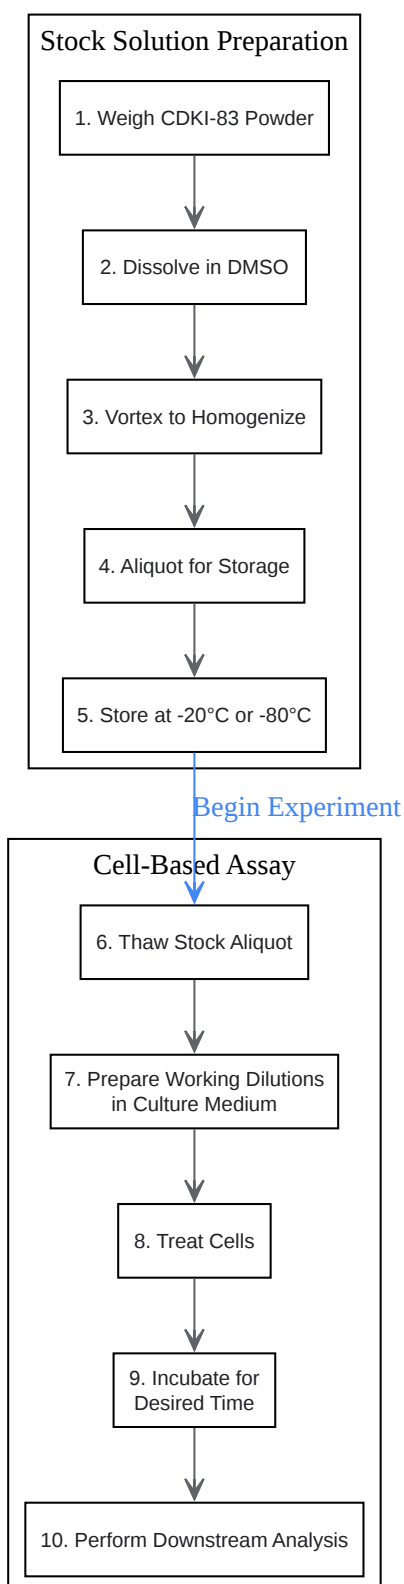 Stock Solution Preparation
1. Weigh CDKI-83 Powder
2. Dissolve in DMSO
3. Vortex to Homogenize
4. Aliquot for Storage
5. Store at -20°C or -80°C
Begin Experiment
Cell-Based Assay
6. Thaw Stock Aliquot
7. Prepare Working Dilutions
in Culture Medium
8. Treat Cells
9. Incubate for
Desired Time
10. Perform Downstream Analysis